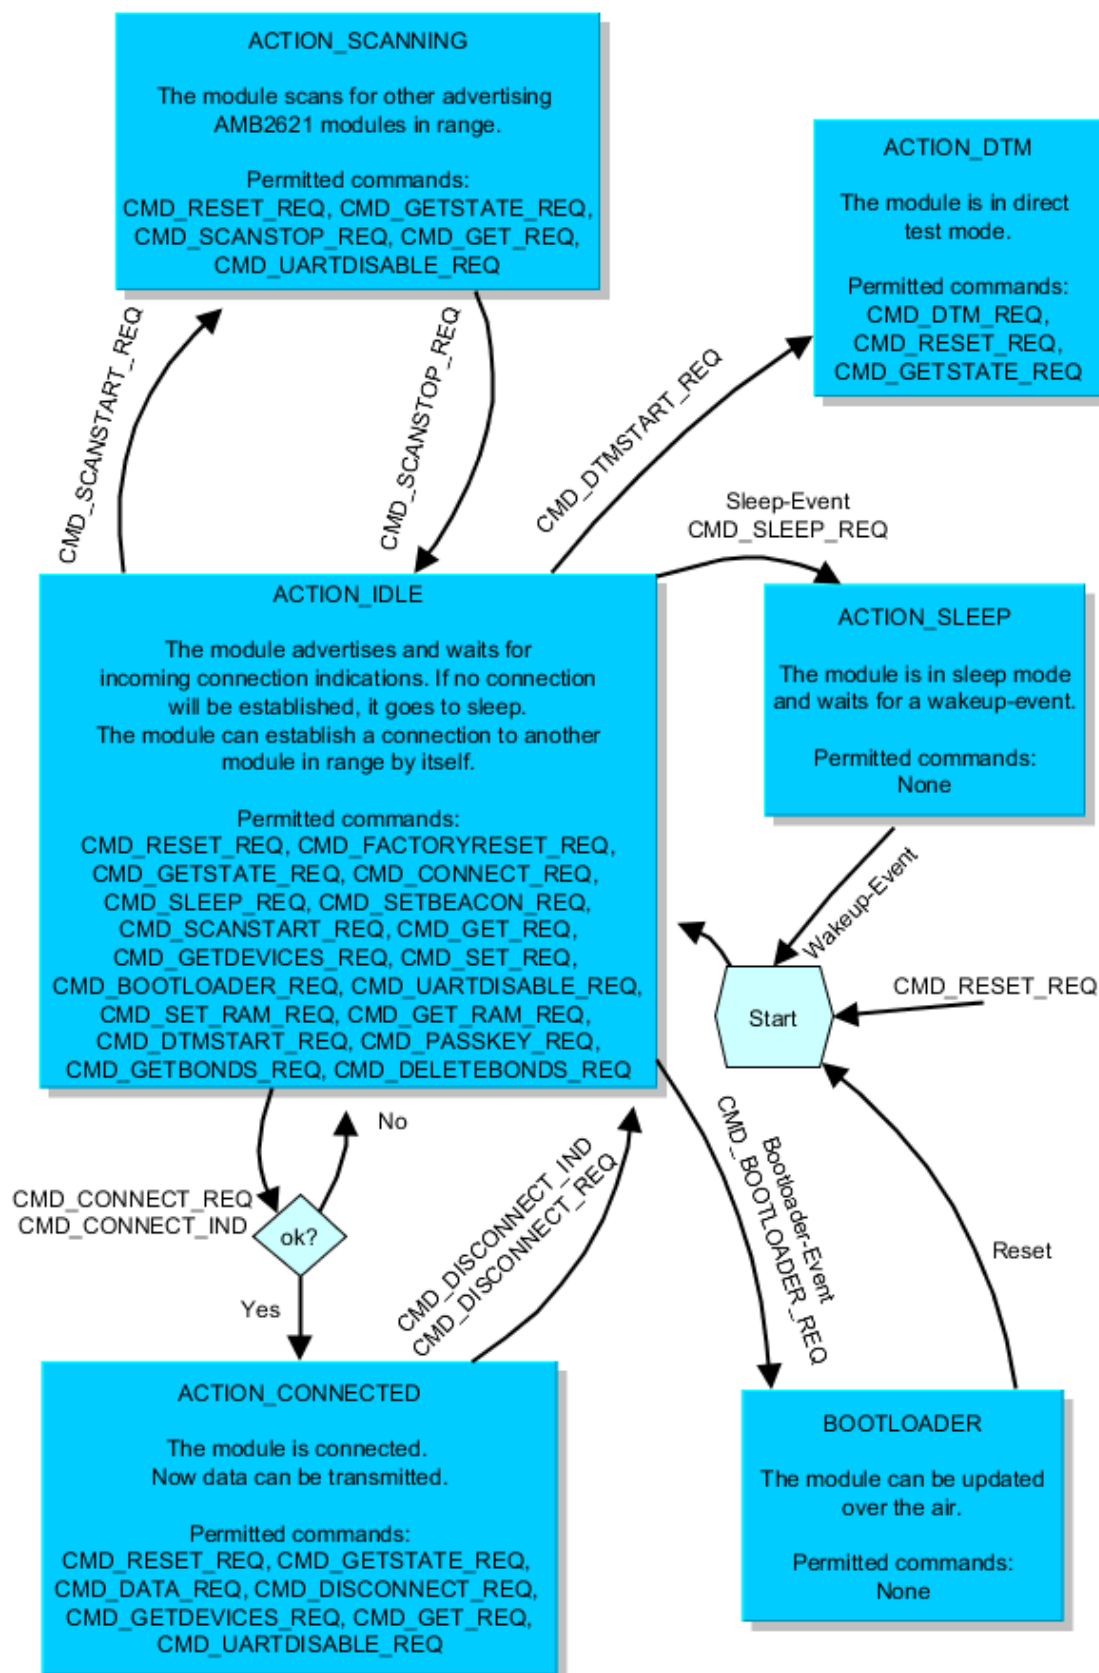 ACTION_SCANNING
The module scans for other advertising
AMB2621 modules in range.
Permitted commands:
CMD_RESET_REQ, CMD_GETSTATE_REQ,
CMD_SCANSTOP_REQ, CMD_GET_REQ,
CMD_UARTDISABLE_REQ
ACTION_DTM
The module is in direct
test mode.
Permitted commands:
CMD_DTM_REQ,
CMD_RESET_REQ,
CMD_GETSTATE_REQ
CMD_SCANSTART_REQ
CMD_SCANSTOP_REQ
CMD_DTMSTART_REQ
Sleep-Event
CMD_SLEEP_REQ
ACTION_IDLE
The module advertises and waits for
incoming connection indications. If no connection
will be established, it goes to sleep.
The module can establish a connection to another
module in range by itself.
Permitted commands:
CMD_RESET_REQ, CMD_FACTORYRESET_REQ,
CMD_GETSTATE_REQ, CMD_CONNECT_REQ,
CMD_SLEEP_REQ, CMD_SETBEACON_REQ,
CMD_SCANSTART_REQ, CMD_GET_REQ,
CMD_GETDEVICES_REQ, CMD_SET_REQ,
CMD_BOOTLOADER_REQ, CMD_UARTDISABLE_REQ,
CMD_SET_RAM_REQ, CMD_GET_RAM_REQ,
CMD_DTMSTART_REQ, CMD_PASSKEY_REQ,
CMD_GETBONDS_REQ, CMD_DELETEBONDS_REQ
ACTION_SLEEP
The module is in sleep mode
and waits for a wakeup-event.
Permitted commands:
None
Wakeup-Event
Start
CMD_RESET_REQ
No
CMD_CONNECT_REQ
CMD_CONNECT_IND
ok?
Yes
CMD_DISCONNECT_IND
CMD_DISCONNECT_REQ
Bootloader-Event
CMD_BOOTLOADER_REQ
Reset
ACTION_CONNECTED
The module is connected.
Now data can be transmitted.
Permitted commands:
CMD_RESET_REQ, CMD_GETSTATE_REQ,
CMD_DATA_REQ, CMD_DISCONNECT_REQ,
CMD_GETDEVICES_REQ, CMD_GET_REQ,
CMD_UARTDISABLE_REQ
BOOTLOADER
The module can be updated
over the air.
Permitted commands:
None